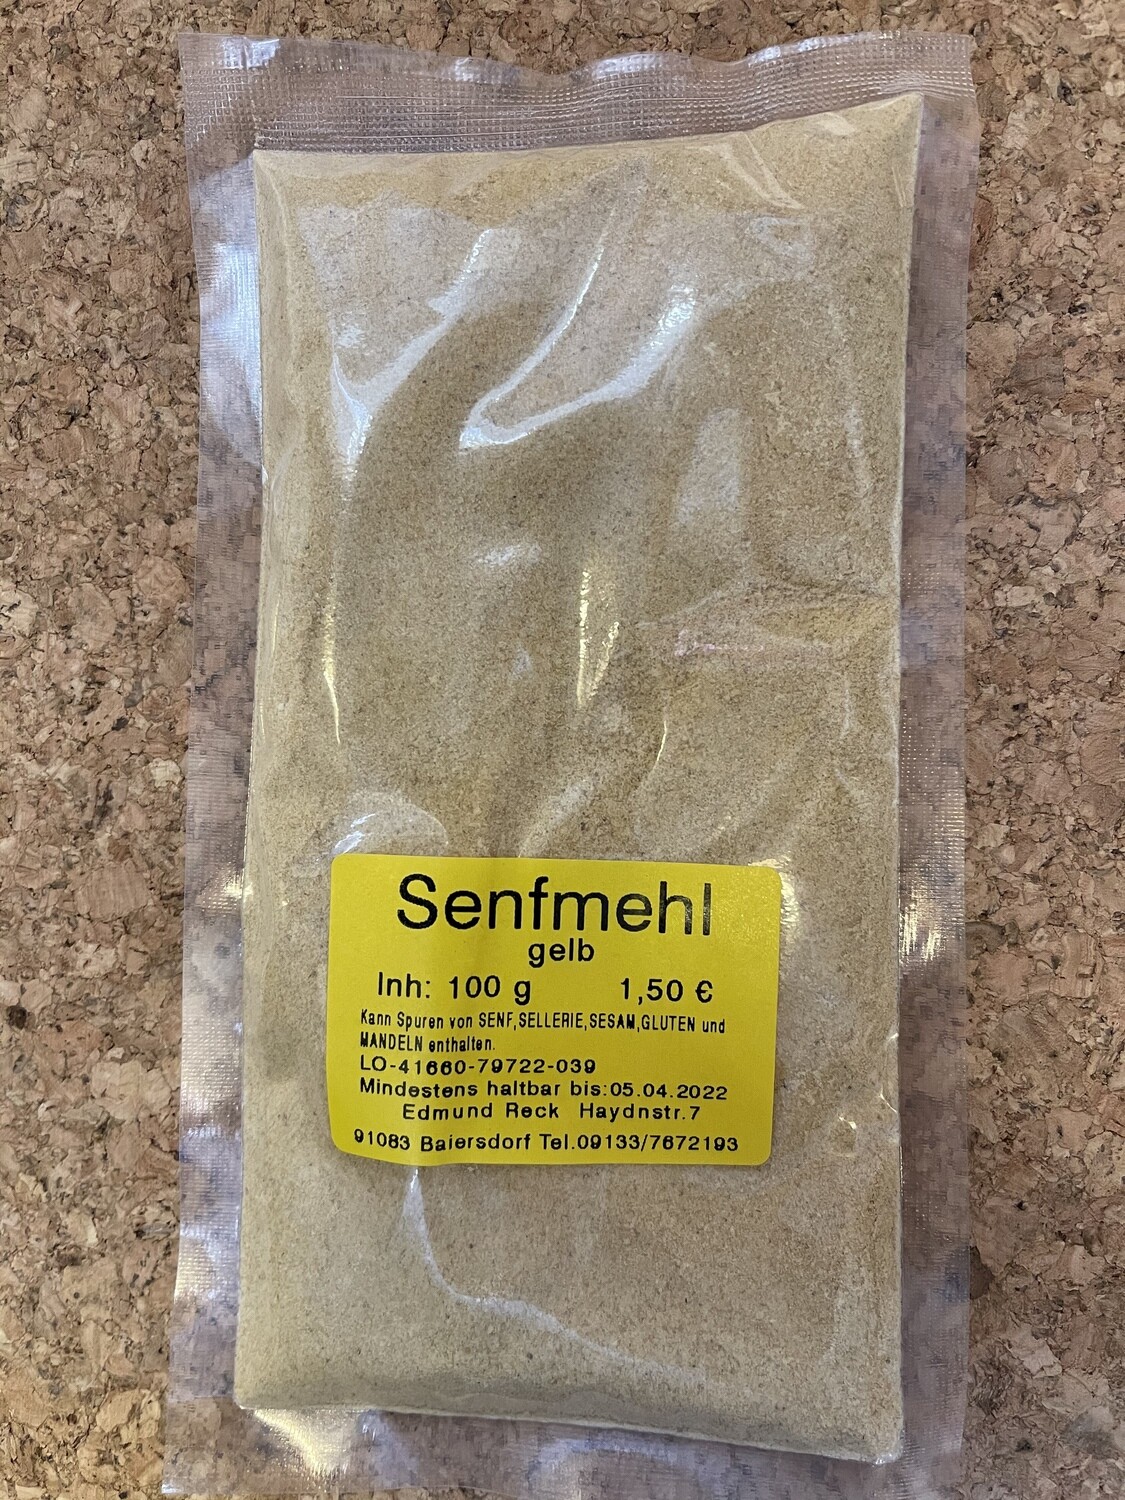 Senfmehl
gelb
Inh: 100 g 1,50 €
Kann Spuren von SENF,SELLERIE,SESAM,GLUTEN und
MANDELN enthalten.
LO-41660-79722-039
Mindestens haltbar bis:05.04.2022
Edmund Reck Haydnstr.7
91083 Baiersdorf Tel.09133/7672193